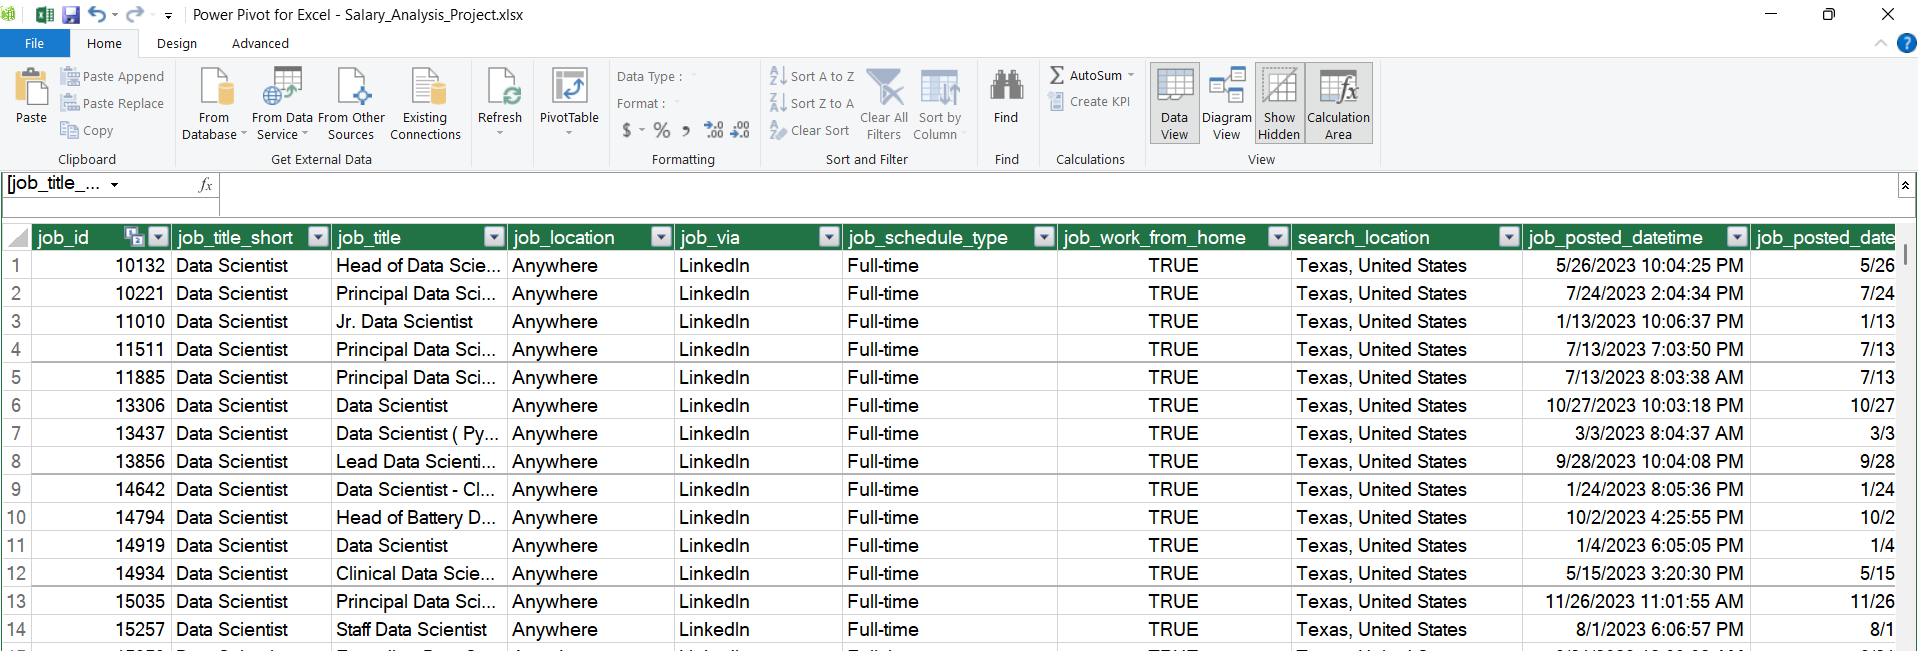 Power Pivot for Excel - Salary_Analysis_Project.xlsx
File Home Design Advanced
Paste
Paste Append
Paste Replace
Copy
Clipboard
From Database
From Data Service
From Other Sources
Existing Connections
Get External Data
Refresh
PivotTable
Data Type :
Format :
$ % ,
Formatting
Sort A to Z
Sort Z to A
Clear Sort
Clear All Filters
Sort by Column
Sort and Filter
Find
Find
AutoSum
Create KPI
Calculations
Data View
Diagram View
Show Hidden
Calculation Area
View
[job_title_... fx
job_id job_title_short job_title job_location job_via job_schedule_type job_work_from_home search_location job_posted_datetime job_posted_date
1 10132 Data Scientist Head of Data Scie... Anywhere LinkedIn Full-time TRUE Texas, United States 5/26/2023 10:04:25 PM 5/26
2 10221 Data Scientist Principal Data Sci... Anywhere LinkedIn Full-time TRUE Texas, United States 7/24/2023 2:04:34 PM 7/24
3 11010 Data Scientist Jr. Data Scientist Anywhere LinkedIn Full-time TRUE Texas, United States 1/13/2023 10:06:37 PM 1/13
4 11511 Data Scientist Principal Data Sci... Anywhere LinkedIn Full-time TRUE Texas, United States 7/13/2023 7:03:50 PM 7/13
5 11885 Data Scientist Principal Data Sci... Anywhere LinkedIn Full-time TRUE Texas, United States 7/13/2023 8:03:38 AM 7/13
6 13306 Data Scientist Data Scientist Anywhere LinkedIn Full-time TRUE Texas, United States 10/27/2023 10:03:18 PM 10/27
7 13437 Data Scientist Data Scientist ( Py... Anywhere LinkedIn Full-time TRUE Texas, United States 3/3/2023 8:04:37 AM 3/3
8 13856 Data Scientist Lead Data Scienti... Anywhere LinkedIn Full-time TRUE Texas, United States 9/28/2023 10:04:08 PM 9/28
9 14642 Data Scientist Data Scientist - Cl... Anywhere LinkedIn Full-time TRUE Texas, United States 1/24/2023 8:05:36 PM 1/24
10 14794 Data Scientist Head of Battery D... Anywhere LinkedIn Full-time TRUE Texas, United States 10/2/2023 4:25:55 PM 10/2
11 14919 Data Scientist Data Scientist Anywhere LinkedIn Full-time TRUE Texas, United States 1/4/2023 6:05:05 PM 1/4
12 14934 Data Scientist Clinical Data Scie... Anywhere LinkedIn Full-time TRUE Texas, United States 5/15/2023 3:20:30 PM 5/15
13 15035 Data Scientist Principal Data Sci... Anywhere LinkedIn Full-time TRUE Texas, United States 11/26/2023 11:01:55 AM 11/26
14 15257 Data Scientist Staff Data Scientist Anywhere LinkedIn Full-time TRUE Texas, United States 8/1/2023 6:06:57 PM 8/1